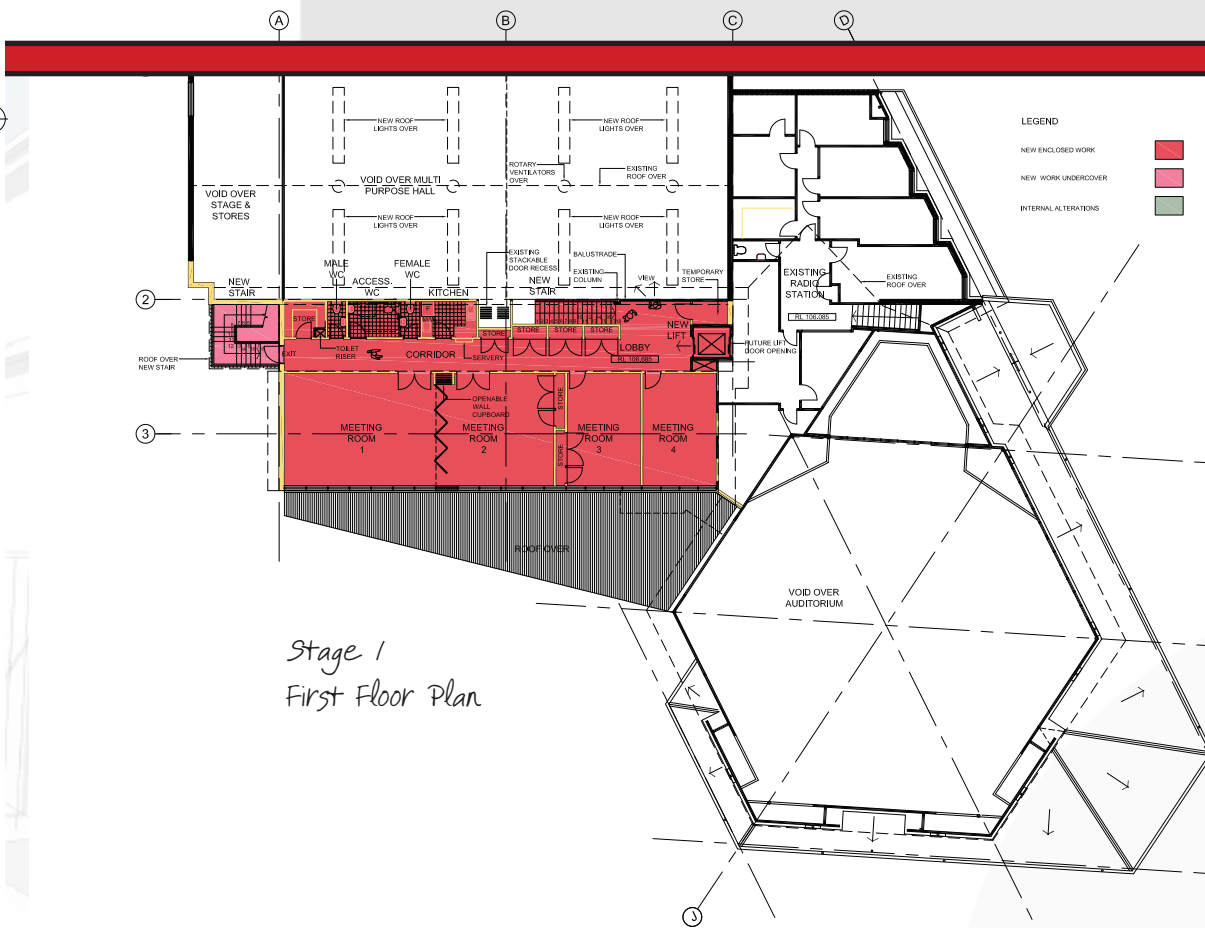 A
B
C
D
LEGEND
NEW ENCLOSED WORK
NEW WORK UNDERCOVER
INTERNAL ALTERATIONS
NEW ROOF
LIGHTS OVER
NEW ROOF
LIGHTS OVER
ROTARY
VENTILATORS
OVER
EXISTING
ROOF OVER
VOID OVER MULTI
PURPOSE HALL
VOID OVER
STAGE &
STORES
NEW ROOF
LIGHTS OVER
NEW ROOF
LIGHTS OVER
EXISTING
STACKABLE
DOOR RECESS
BALUSTRADE
EXISTING
COLUMN
VIEW
TEMPORARY
STORE
EXISTING
RADIO
STATION
EXISTING
ROOF OVER
RL 106.085
MALE
WC
ACCESS.
WC
FEMALE
WC
KITCHEN
NEW
STAIR
NEW
STAIR
2
STORE
F
STORE
STORE
STORE
STORE
NEW
LIFT
EXIT
TOILET
RISER
CORRIDOR
SERVERY
LOBBY
RL 106.685
FUTURE LIFT
DOOR OPENING
ROOF OVER
NEW STAIR
OPENABLE
WALL
CUPBOARD
STORE
3
MEETING
ROOM
1
MEETING
ROOM
2
STORE
MEETING
ROOM
3
MEETING
ROOM
4
ROOF OVER
VOID OVER
AUDITORIUM
Stage 1
First Floor Plan
J